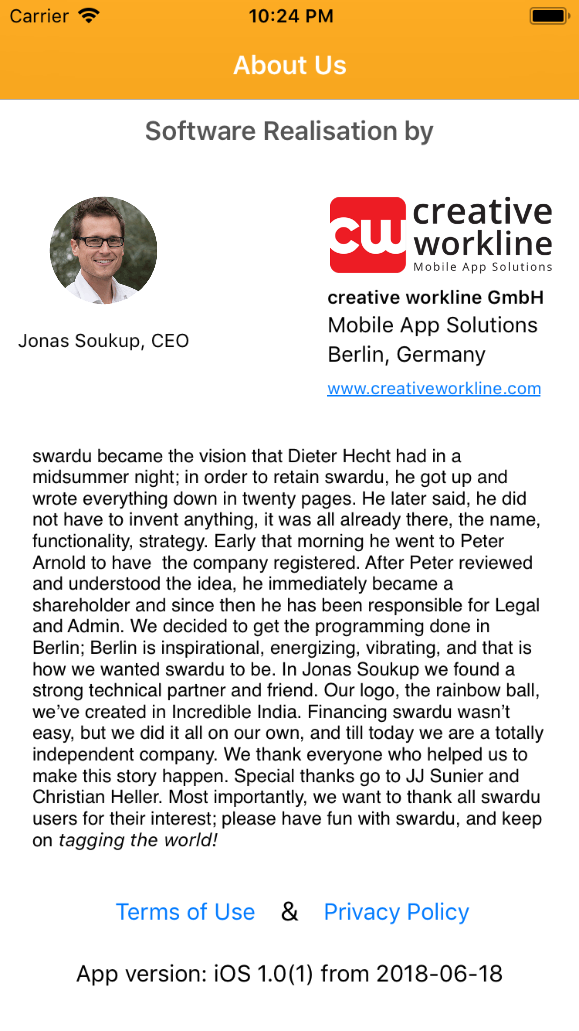 Carrier 10:24 PM
About Us
Software Realisation by
cw creative
workline
Mobile App Solutions
creative workline GmbH
Mobile App Solutions
Jonas Soukup, CEO
Berlin, Germany
www.creativeworkline.com
swardu became the vision that Dieter Hecht had in a
midsummer night; in order to retain swardu, he got up and
wrote everything down in twenty pages. He later said, he did
not have to invent anything, it was all already there, the name,
functionality, strategy. Early that morning he went to Peter
Arnold to have  the company registered. After Peter reviewed
and understood the idea, he immediately became a
shareholder and since then he has been responsible for Legal
and Admin. We decided to get the programming done in
Berlin; Berlin is inspirational, energizing, vibrating, and that is
how we wanted swardu to be. In Jonas Soukup we found a
strong technical partner and friend. Our logo, the rainbow ball,
we’ve created in Incredible India. Financing swardu wasn’t
easy, but we did it all on our own, and till today we are a totally
independent company. We thank everyone who helped us to
make this story happen. Special thanks go to JJ Sunier and
Christian Heller. Most importantly, we want to thank all swardu
users for their interest; please have fun with swardu, and keep
on tagging the world!
Terms of Use & Privacy Policy
App version: iOS 1.0(1) from 2018-06-18